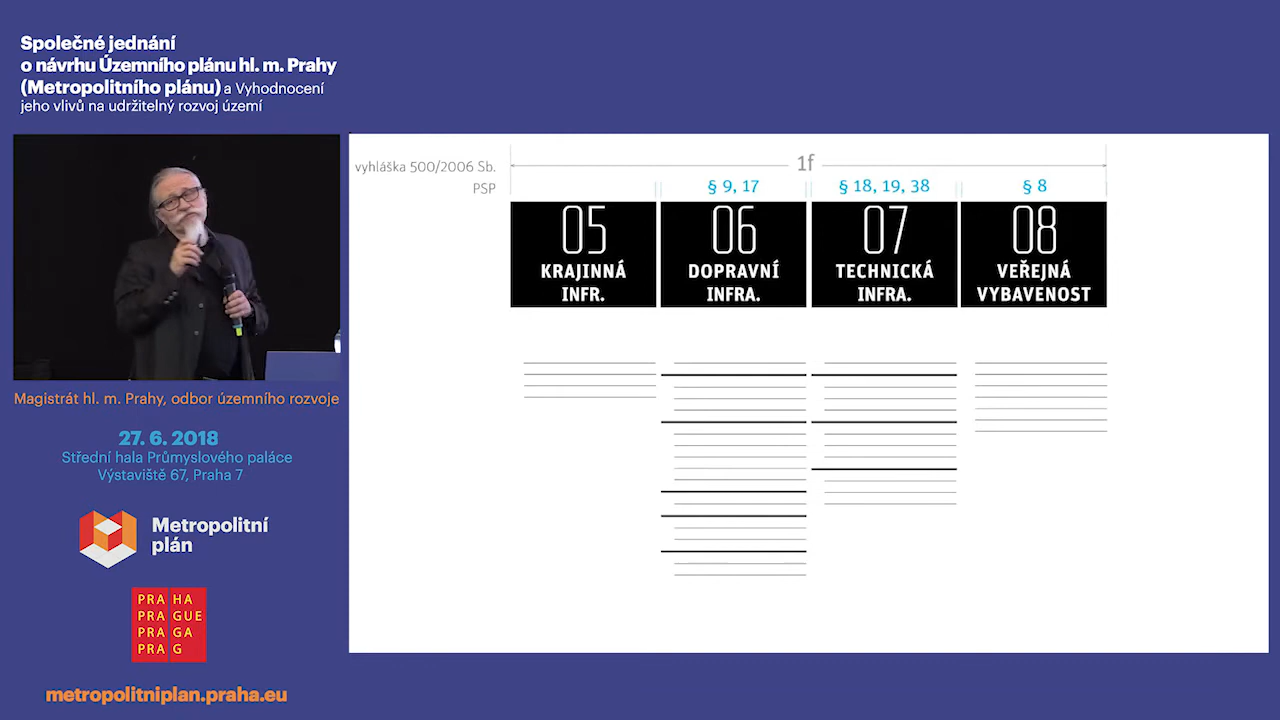 Společné jednání
o návrhu Územního plánu hl. m. Prahy
(Metropolitního plánu) a Vyhodnocení
jeho vlivů na udržitelný rozvoj území
Magistrát hl. m. Prahy, odbor územního rozvoje
27. 6. 2018
Střední hala Průmyslového paláce
Výstaviště 67, Praha 7
Metropolitní
plán
PRA HA
PRA GUE
PRA GA
PRA G
metropolitniplan.praha.eu
vyhláška 500/2006 Sb.
1f
PSP
§ 9, 17
§ 18, 19, 38
§ 8
05
KRAJINNÁ
INFR.
06
DOPRAVNÍ
INFRA.
07
TECHNICKÁ
INFRA.
08
VEŘEJNÁ
VYBAVENOST